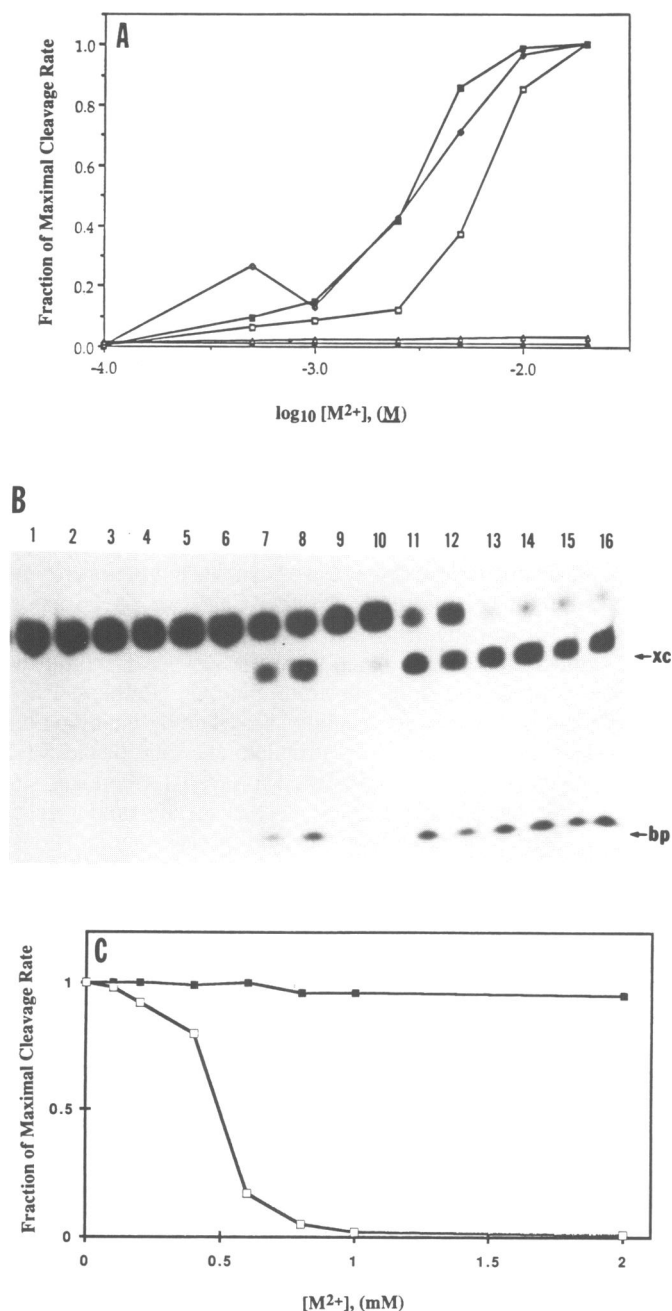 A
Fraction of Maximal Cleavage Rate
1.0
0.8
0.6
0.4
0.2
0.0
-4.0 -3.0 -2.0
log10 [M2+], (M)
B
1 2 3 4 5 6 7 8 9 10 11 12 13 14 15 16
←xc
←bp
C
Fraction of Maximal Cleavage Rate
1
0.5
0
0 0.5 1 1.5 2
[M2+], (mM)